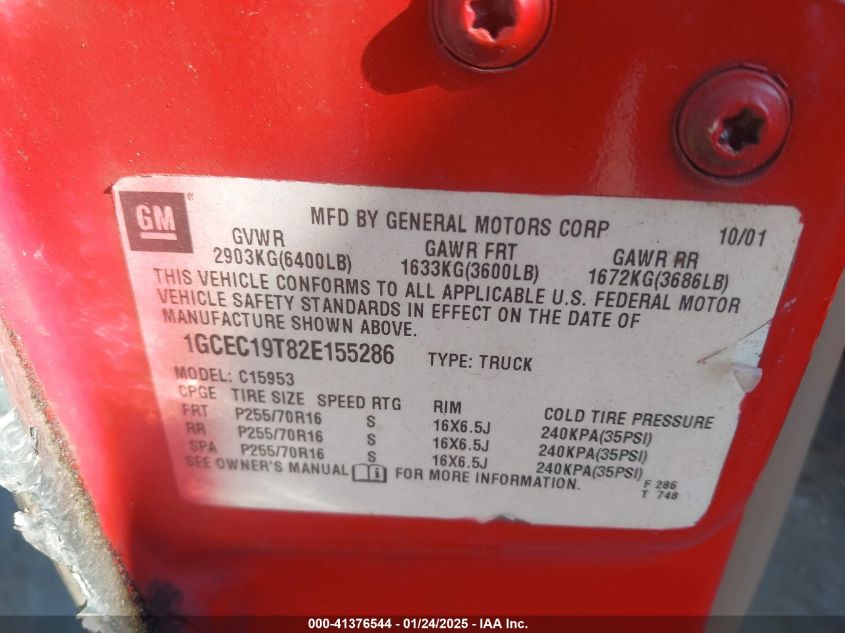 GM ®
MFD BY GENERAL MOTORS CORP 10/01
GVWR GAWR FRT GAWR RR
2903KG(6400LB) 1633KG(3600LB) 1672KG(3686LB)
THIS VEHICLE CONFORMS TO ALL APPLICABLE U.S. FEDERAL MOTOR
VEHICLE SAFETY STANDARDS IN EFFECT ON THE DATE OF
MANUFACTURE SHOWN ABOVE.
1GCEC19T82E155286 TYPE: TRUCK
MODEL: C15953
CPGE TIRE SIZE SPEED RTG RIM COLD TIRE PRESSURE
FRT P255/70R16 S 16X6.5J 240KPA(35PSI)
RR P255/70R16 S 16X6.5J 240KPA(35PSI)
SPA P255/70R16 S 16X6.5J 240KPA(35PSI)
SEE OWNER'S MANUAL FOR MORE INFORMATION.
F 286
T 748
000-41376544 / 01/24/2025 - IAA Inc.